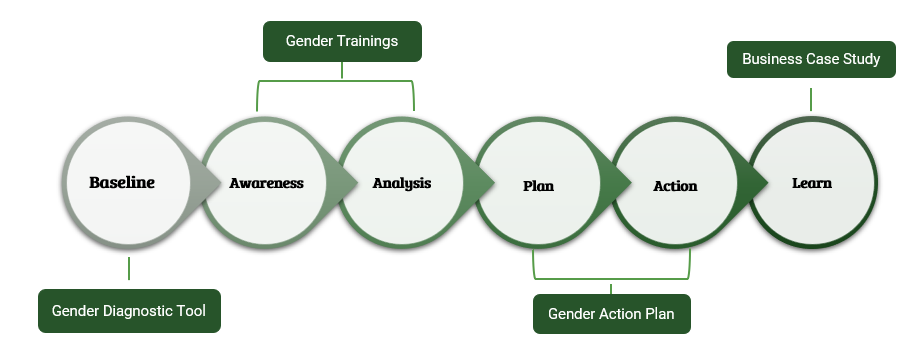 Gender Trainings
Business Case Study
Baseline
Awareness
Analysis
Plan
Action
Learn
Gender Diagnostic Tool
Gender Action Plan